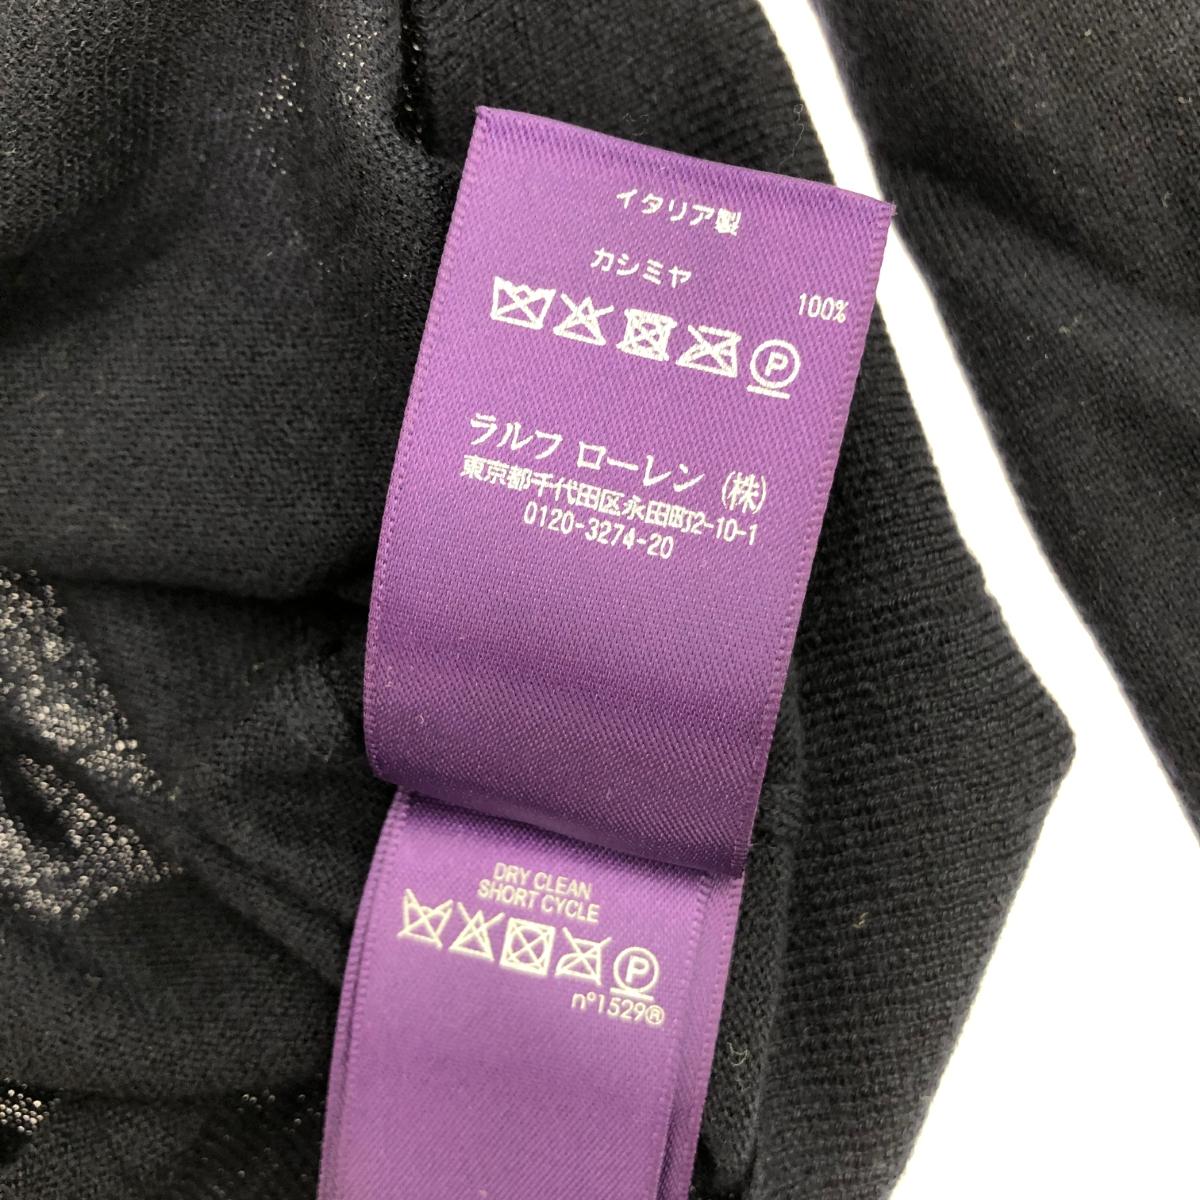 イタリア製
カシミヤ
100%
P
ラルフ ローレン (株)
東京都千代田区永田町2-10-1
0120-3274-20
DRY CLEAN
SHORT CYCLE
P
nº1529®